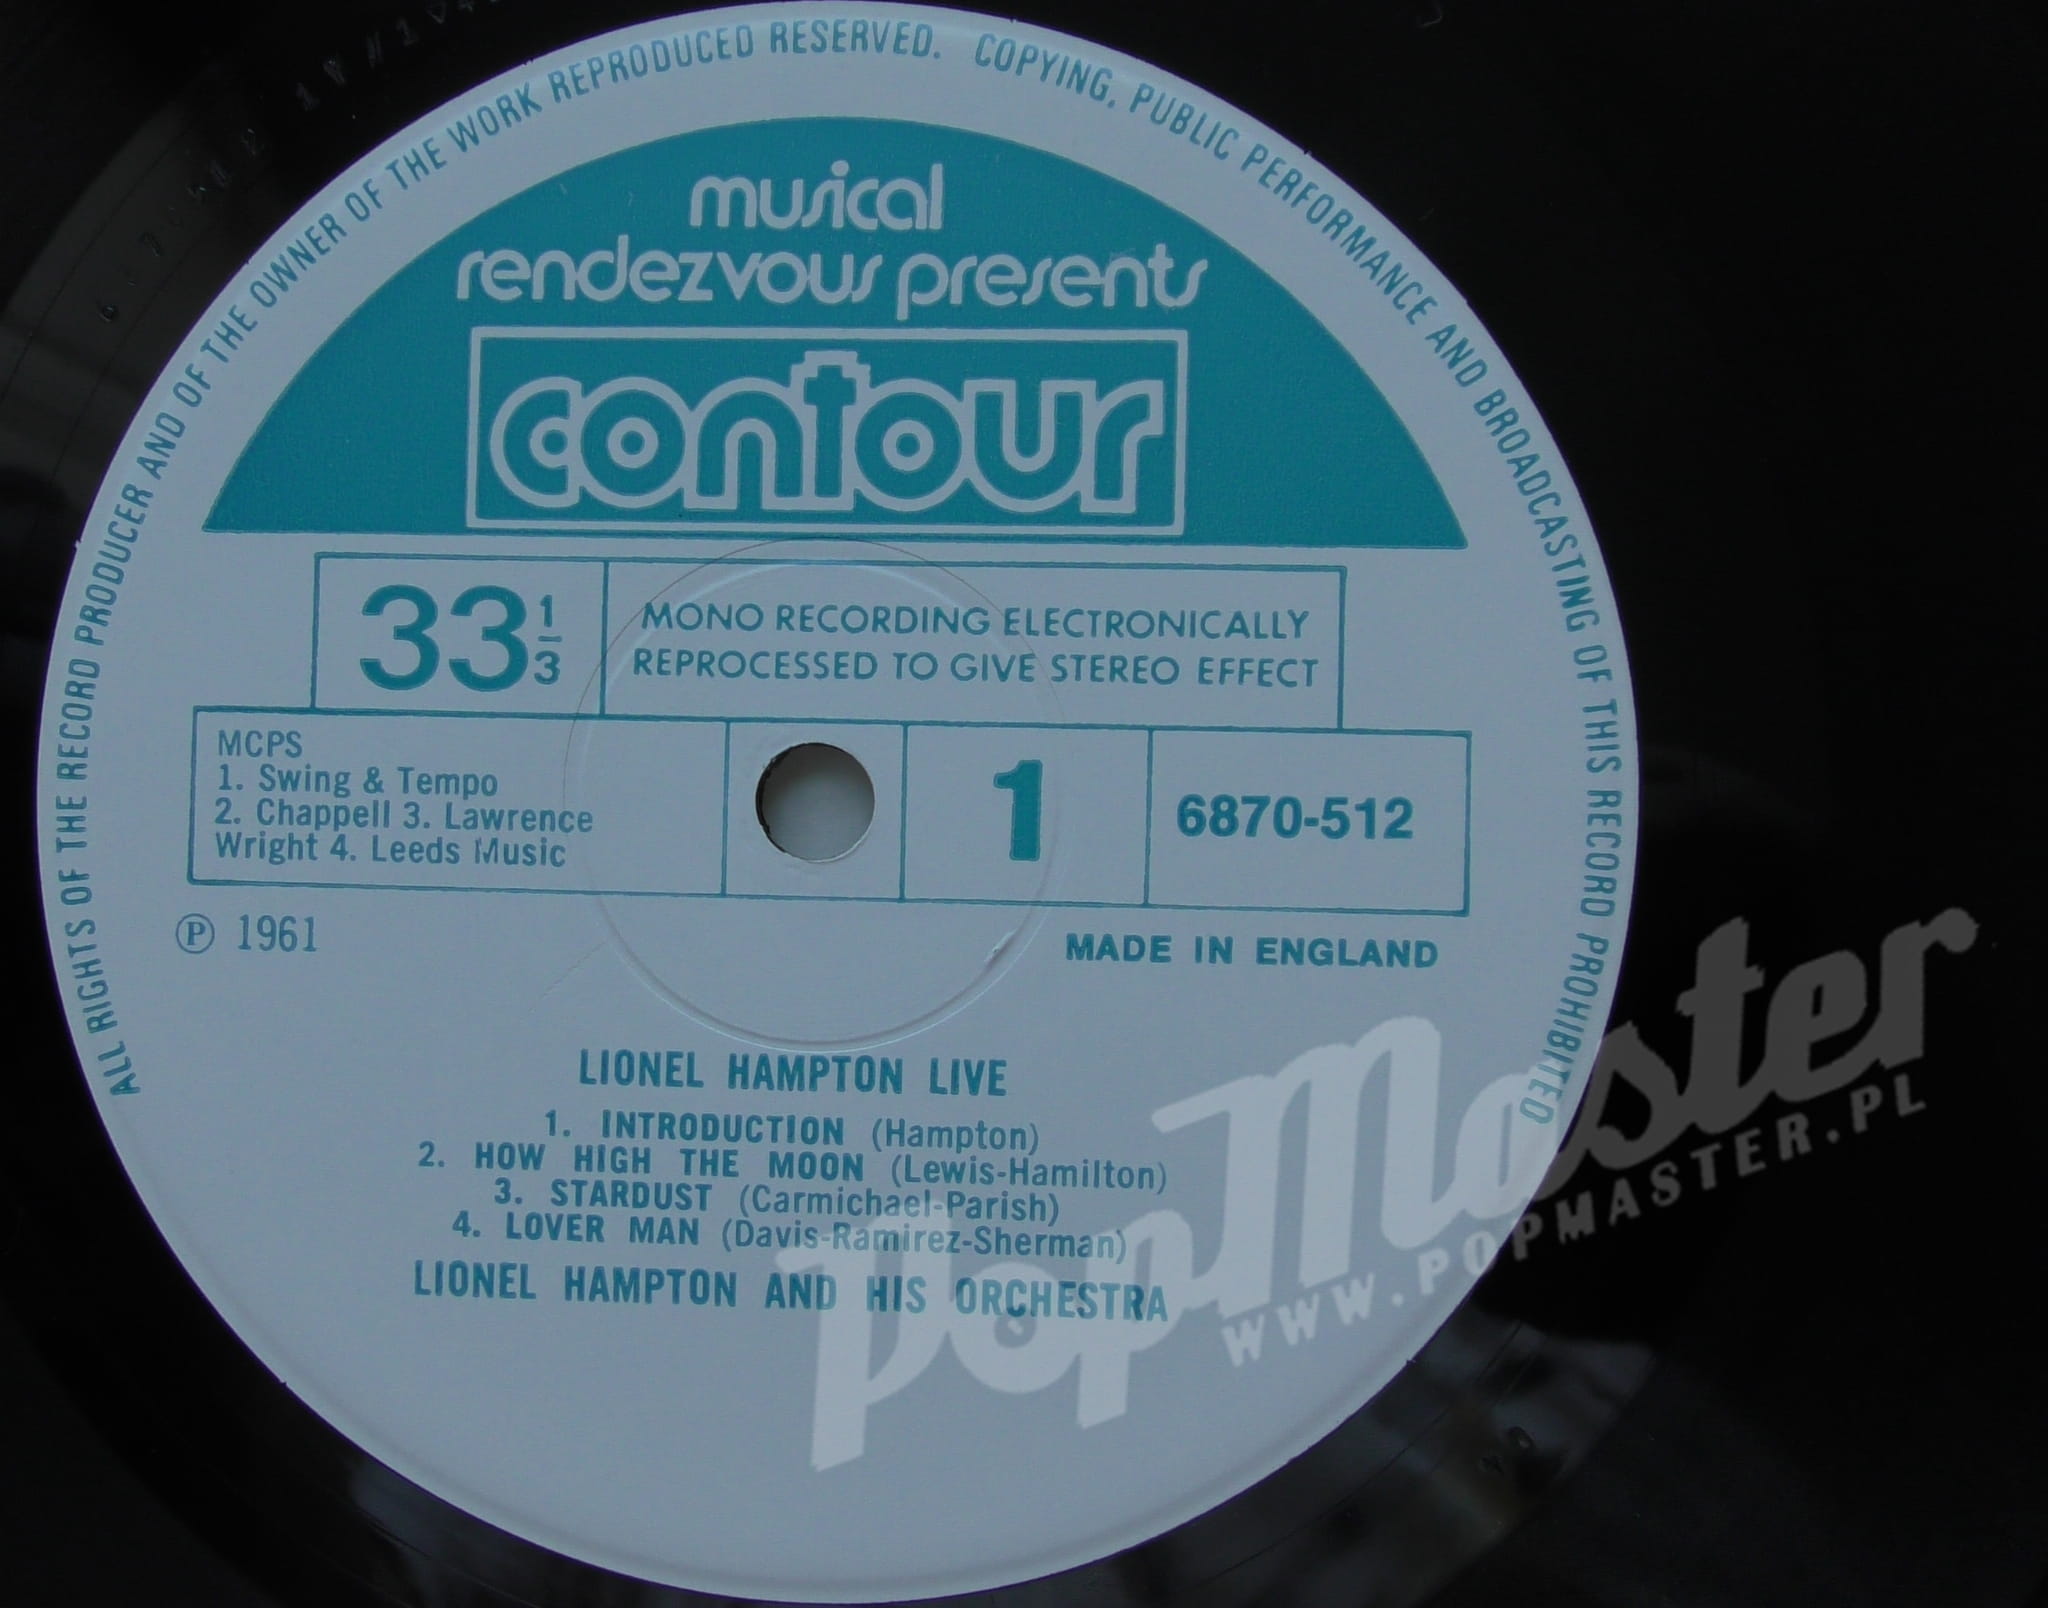 ALL RIGHTS OF THE RECORD PRODUCER AND OF THE OWNER OF THE WORK REPRODUCED RESERVED. COPYING, PUBLIC PERFORMANCE AND BROADCASTING OF THIS RECORD PROHIBITED
musical
rendezvous presents
contour
33 1/3
MONO RECORDING ELECTRONICALLY
REPROCESSED TO GIVE STEREO EFFECT
MCPS
1. Swing & Tempo
2. Chappell 3. Lawrence
Wright 4. Leeds Music
1
6870-512
Ⓟ 1961
MADE IN ENGLAND
LIONEL HAMPTON LIVE
1. INTRODUCTION (Hampton)
2. HOW HIGH THE MOON (Lewis-Hamilton)
3. STARDUST (Carmichael-Parish)
4. LOVER MAN (Davis-Ramirez-Sherman)
LIONEL HAMPTON AND HIS ORCHESTRA
PopMaster
WWW.POPMASTER.PL